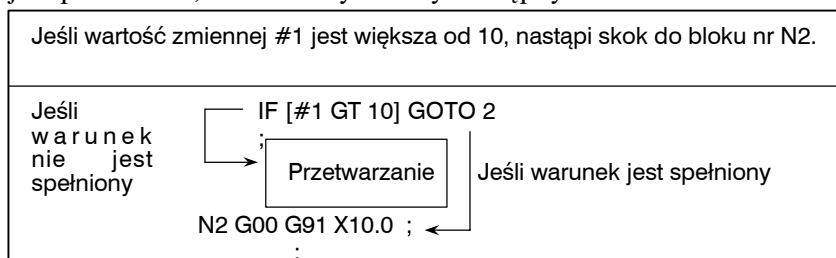 Jeśli wartość zmiennej #1 jest większa od 10, nastąpi skok do bloku nr N2.
Jeśli
warunek
nie jest
spełniony
IF [#1 GT 10] GOTO 2
;
Przetwarzanie
Jeśli warunek jest spełniony
N2 G00 G91 X10.0 ;
: